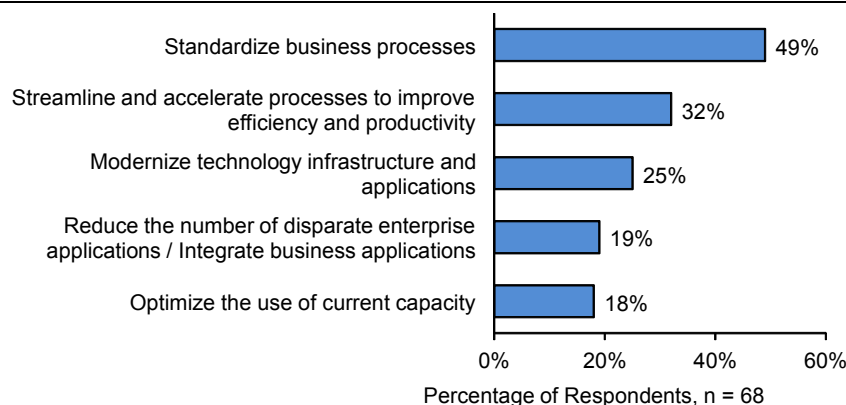 Standardize business processes
49%
Streamline and accelerate processes to improve
efficiency and productivity
32%
Modernize technology infrastructure and
applications
25%
Reduce the number of disparate enterprise
applications / Integrate business applications
19%
Optimize the use of current capacity
18%
0% 20% 40% 60%
Percentage of Respondents, n = 68